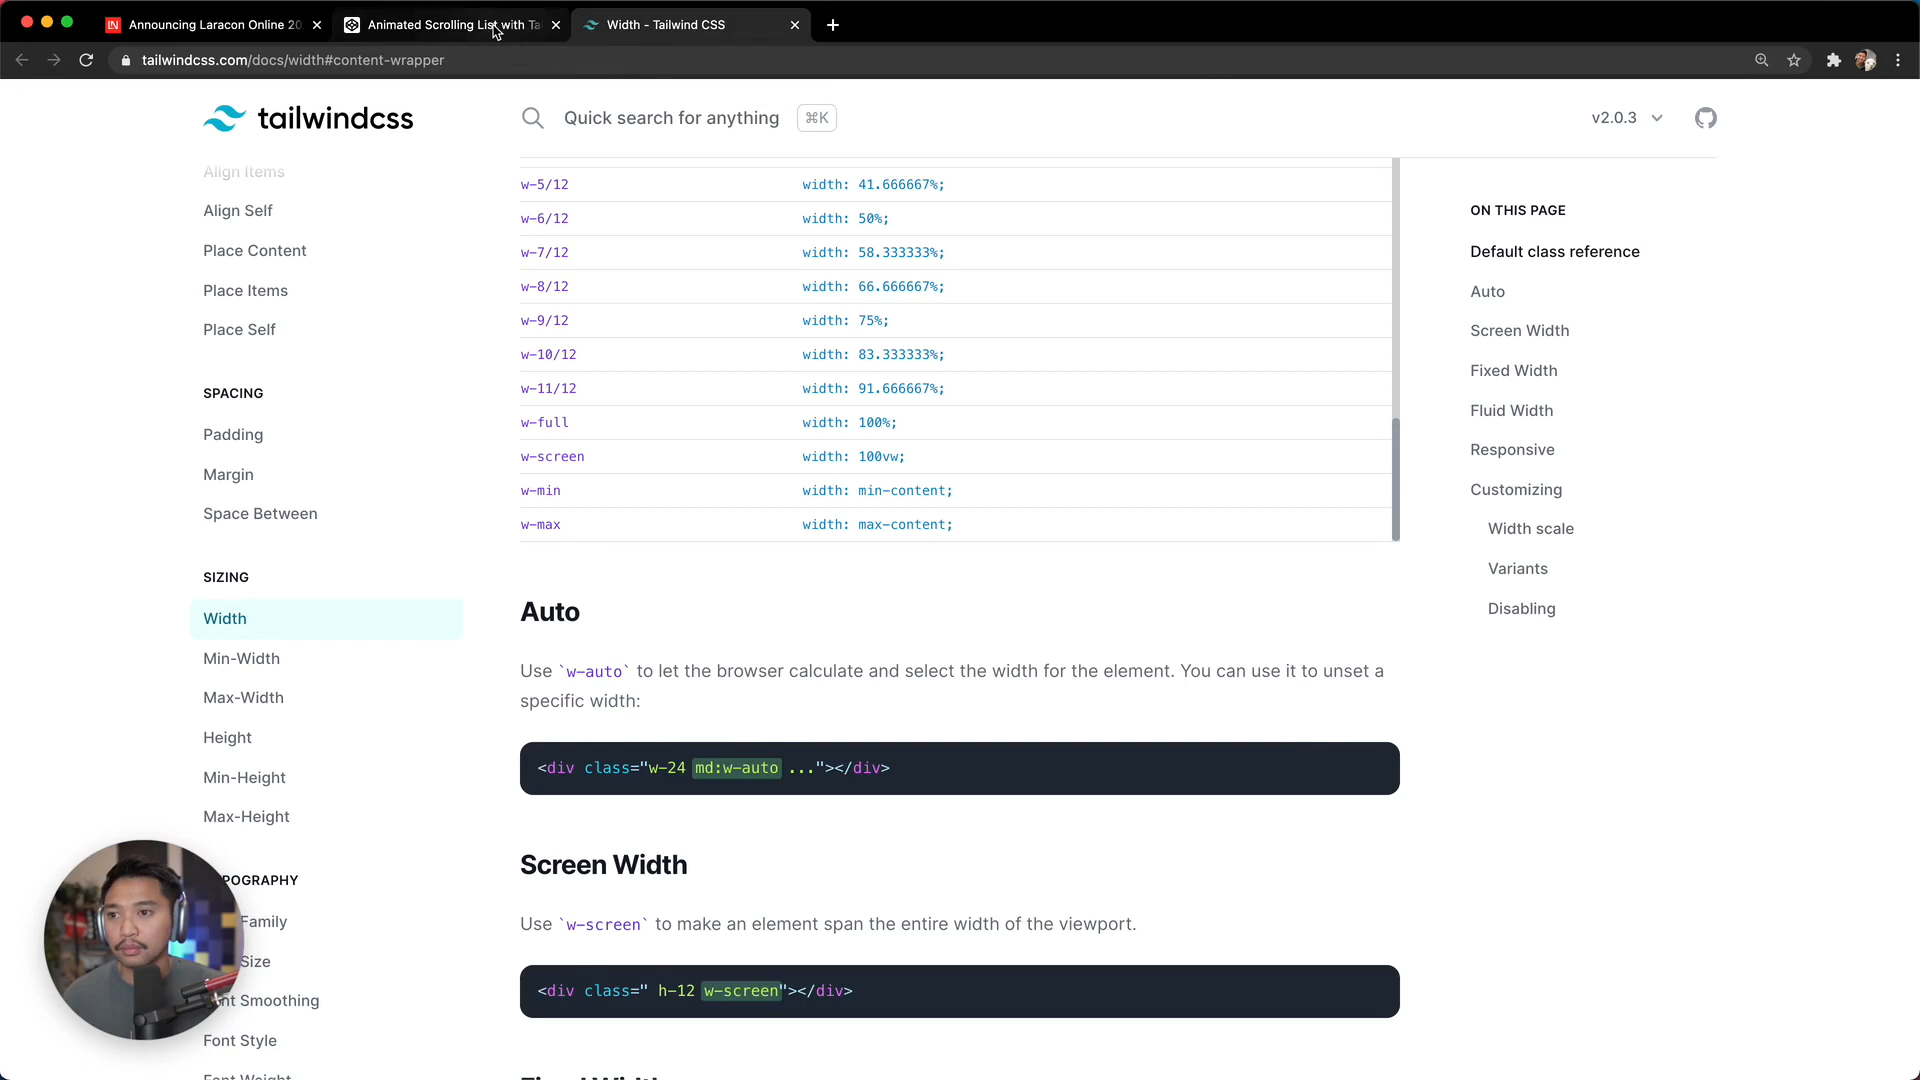 Announcing Laracon Online 20
Animated Scrolling List with Tai
Width - Tailwind CSS
tailwindcss.com/docs/width#content-wrapper
tailwindcss
Quick search for anything
⌘K
v2.0.3
Align Items
Align Self
Place Content
Place Items
Place Self
SPACING
Padding
Margin
Space Between
SIZING
Width
Min-Width
Max-Width
Height
Min-Height
Max-Height
Family
Size
Smoothing
Font Style
w-5/12 width: 41.666667%;
w-6/12 width: 50%;
w-7/12 width: 58.333333%;
w-8/12 width: 66.666667%;
w-9/12 width: 75%;
w-10/12 width: 83.333333%;
w-11/12 width: 91.666667%;
w-full width: 100%;
w-screen width: 100vw;
w-min width: min-content;
w-max width: max-content;
Auto
Use `w-auto` to let the browser calculate and select the width for the element. You can use it to unset a
specific width:
<div class="w-24 md:w-auto ..."></div>
Screen Width
Use `w-screen` to make an element span the entire width of the viewport.
<div class=" h-12 w-screen"></div>
ON THIS PAGE
Default class reference
Auto
Screen Width
Fixed Width
Fluid Width
Responsive
Customizing
Width scale
Variants
Disabling